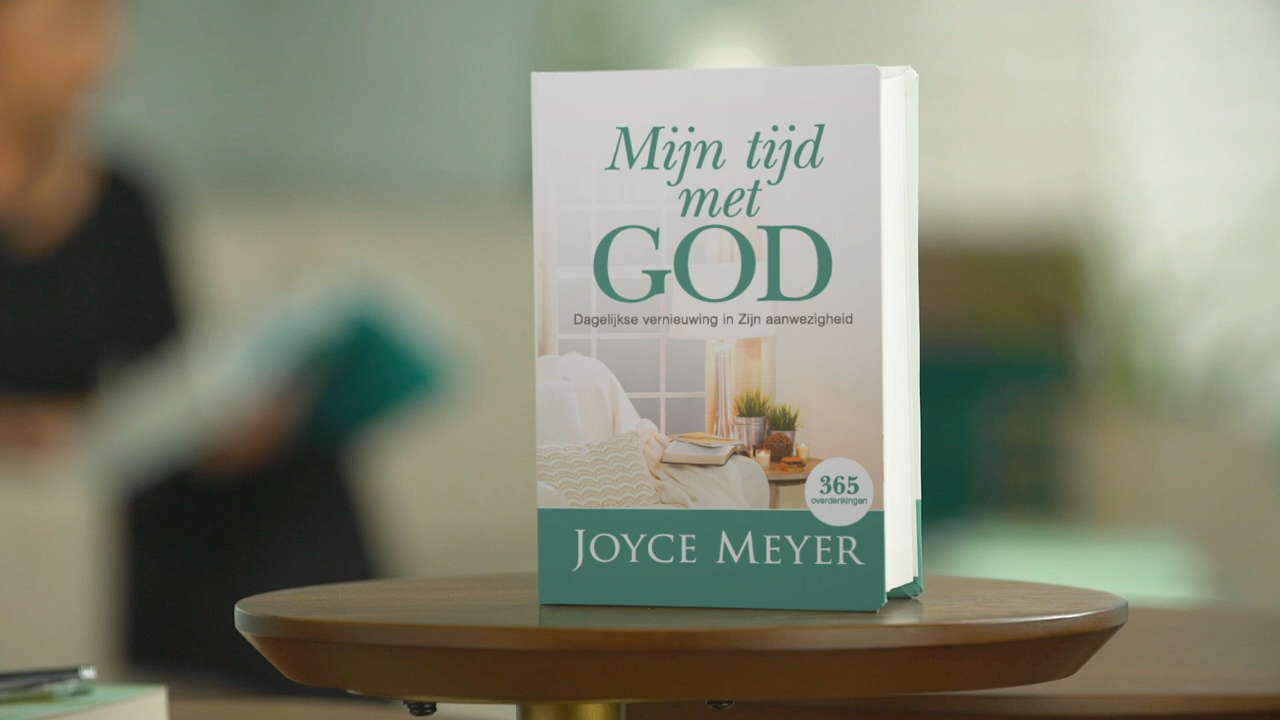 Mijn tijd
met
GOD
Dagelijkse vernieuwing in Zijn aanwezigheid
365
overdenkingen
JOYCE MEYER